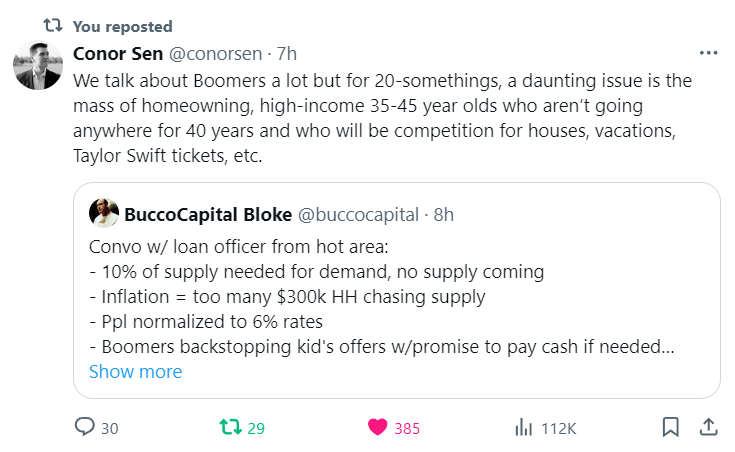 You reposted
Conor Sen @conorsen · 7h
We talk about Boomers a lot but for 20-somethings, a daunting issue is the
mass of homeowning, high-income 35-45 year olds who aren’t going
anywhere for 40 years and who will be competition for houses, vacations,
Taylor Swift tickets, etc.
BuccoCapital Bloke @buccocapital · 8h
Convo w/ loan officer from hot area:
- 10% of supply needed for demand, no supply coming
- Inflation = too many $300k HH chasing supply
- Ppl normalized to 6% rates
- Boomers backstopping kid's offers w/promise to pay cash if needed...
Show more
30 29 385 112K